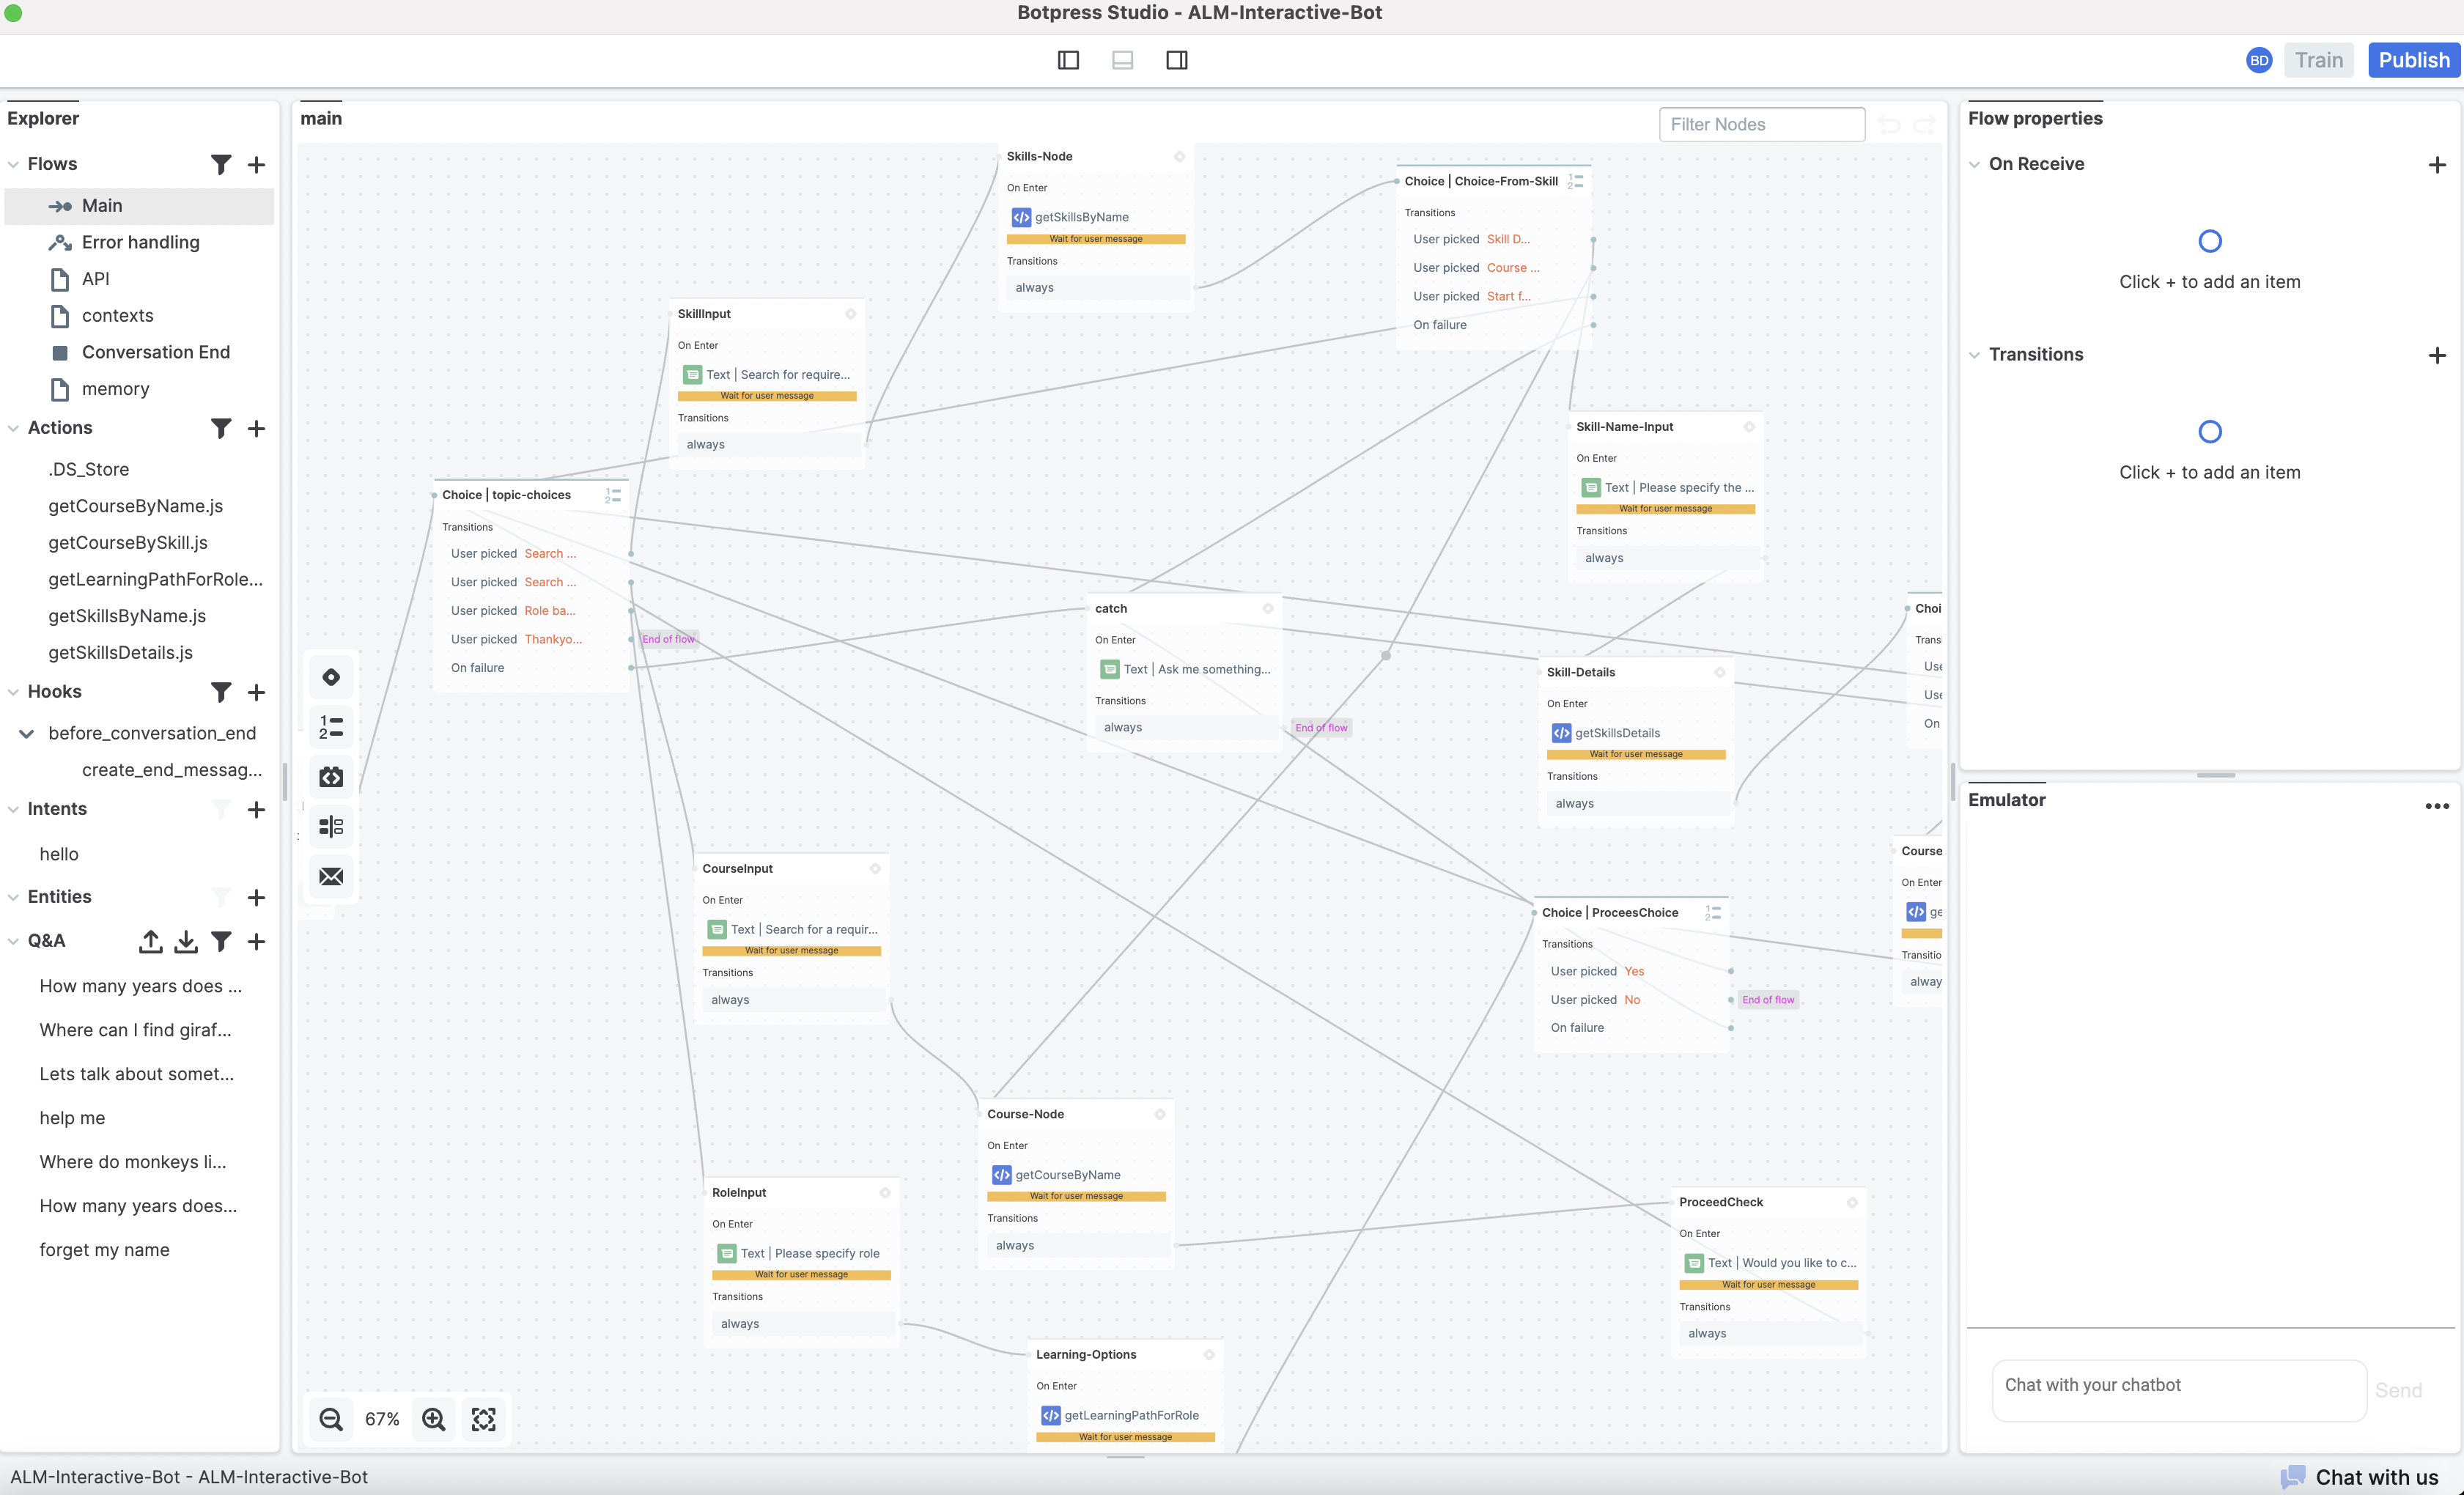 Botpress Studio - ALM-Interactive-Bot
BD
Train
Publish
Explorer
Flows
Main
Error handling
API
contexts
Conversation End
memory
Actions
.DS_Store
getCourseByName.js
getCourseBySkill.js
getLearningPathForRole...
getSkillsByName.js
getSkillsDetails.js
Hooks
before_conversation_end
create_end_messag...
Intents
hello
Entities
Q&A
How many years does ...
Where can I find giraf...
Lets talk about somet...
help me
Where do monkeys li...
How many years does...
forget my name
main
Filter Nodes
Skills-Node
On Enter
getSkillsByName
Wait for user message
Transitions
always
Choice | Choice-From-Skill
Transitions
User picked Skill D...
User picked Course ...
User picked Start f...
On failure
SkillInput
On Enter
Text | Search for require...
Wait for user message
Transitions
always
Skill-Name-Input
On Enter
Text | Please specify the ...
Wait for user message
Transitions
always
Choice | topic-choices
Transitions
User picked Search ...
User picked Search ...
User picked Role ba...
User picked Thankyo...
End of flow
On failure
catch
On Enter
Text | Ask me something...
Transitions
always
End of flow
Choi
Trans
Use
Use
On
Skill-Details
On Enter
getSkillsDetails
Wait for user message
Transitions
always
CourseInput
On Enter
Text | Search for a requir...
Wait for user message
Transitions
always
Course
On Enter
ge
Transitio
alway
Choice | ProceesChoice
Transitions
User picked Yes
User picked No
End of flow
On failure
Course-Node
On Enter
getCourseByName
Wait for user message
Transitions
always
RoleInput
On Enter
Text | Please specify role
Wait for user message
Transitions
always
ProceedCheck
On Enter
Text | Would you like to c...
Wait for user message
Transitions
always
Learning-Options
On Enter
getLearningPathForRole
Wait for user message
67%
Flow properties
On Receive
Click + to add an item
Transitions
Click + to add an item
Emulator
Chat with your chatbot
Send
ALM-Interactive-Bot - ALM-Interactive-Bot
Chat with us